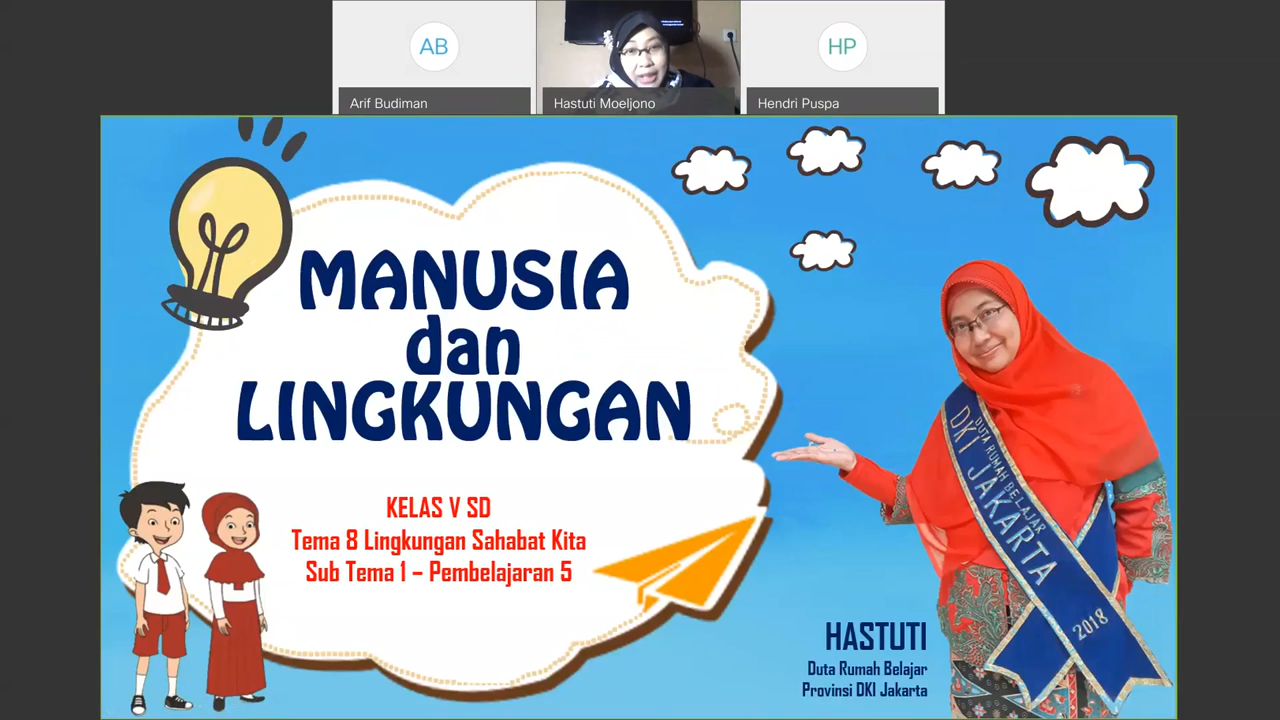 AB
HP
Arif Budiman
Hastuti Moeljono
Hendri Puspa
MANUSIA
dan
LINGKUNGAN
KELAS V SD
Tema 8 Lingkungan Sahabat Kita
Sub Tema 1 – Pembelajaran 5
DUTA RUMAH BELAJAR
DKI JAKARTA
2018
HASTUTI
Duta Rumah Belajar
Provinsi DKI Jakarta